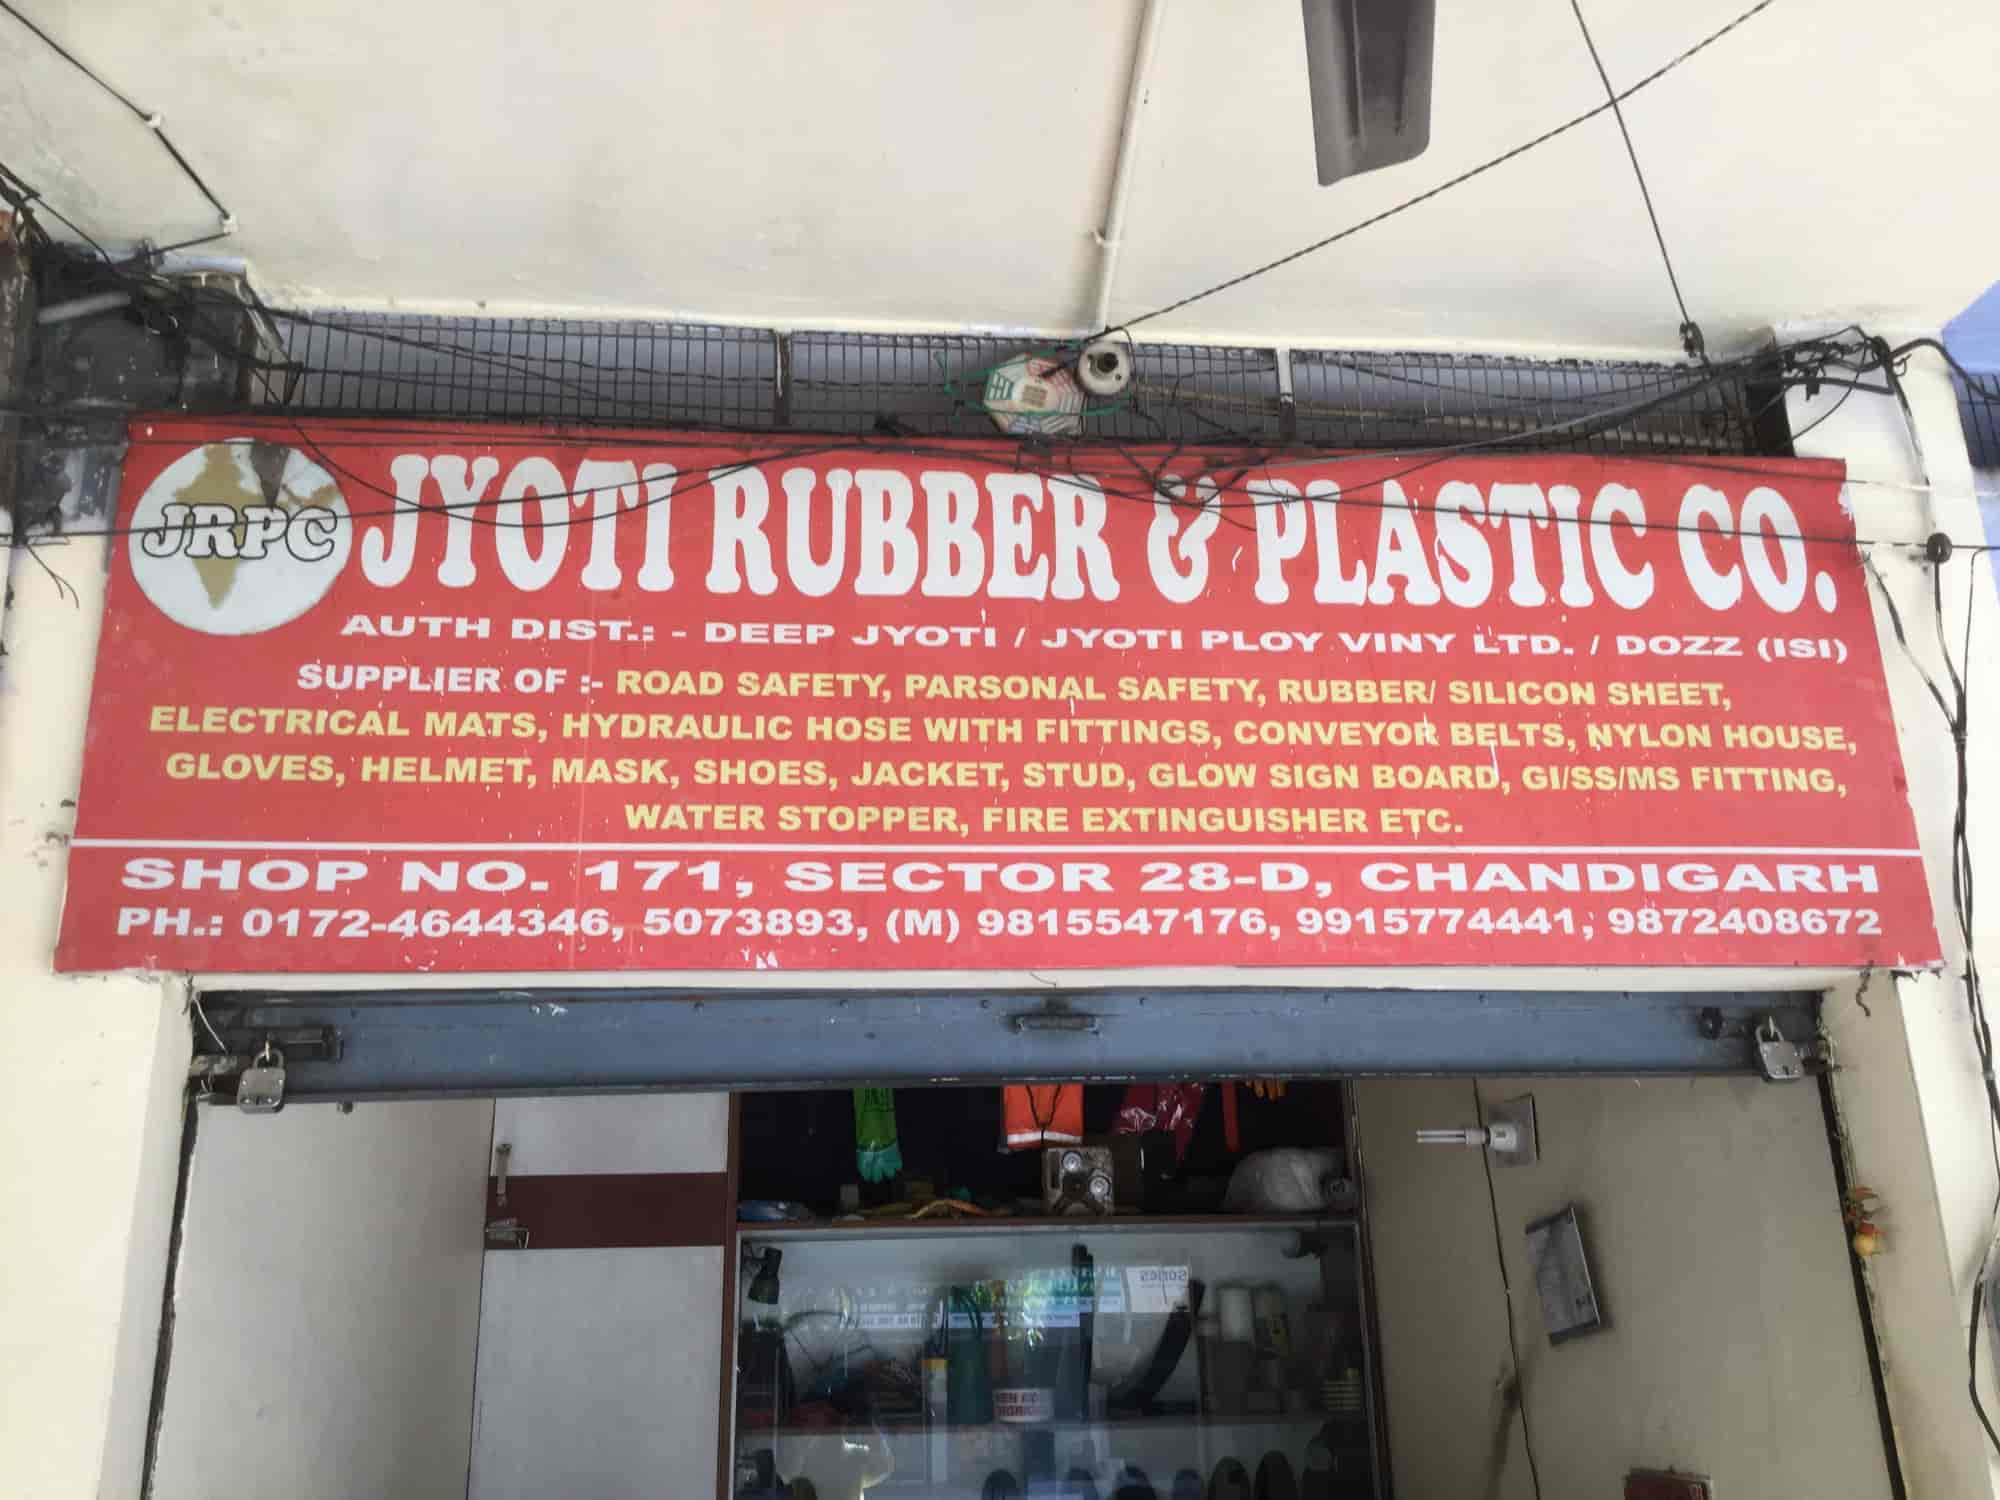 JRPC
JYOTI RUBBER & PLASTIC CO.
AUTH DIST.: - DEEP JYOTI / JYOTI PLOY VINY LTD. / DOZZ (ISI)
SUPPLIER OF :- ROAD SAFETY, PARSONAL SAFETY, RUBBER/ SILICON SHEET,
ELECTRICAL MATS, HYDRAULIC HOSE WITH FITTINGS, CONVEYOR BELTS, NYLON HOUSE,
GLOVES, HELMET, MASK, SHOES, JACKET, STUD, GLOW SIGN BOARD, GI/SS/MS FITTING,
WATER STOPPER, FIRE EXTINGUISHER ETC.
SHOP NO. 171, SECTOR 28-D, CHANDIGARH
PH.: 0172-4644346, 5073893, (M) 9815547176, 9915774441, 9872408672